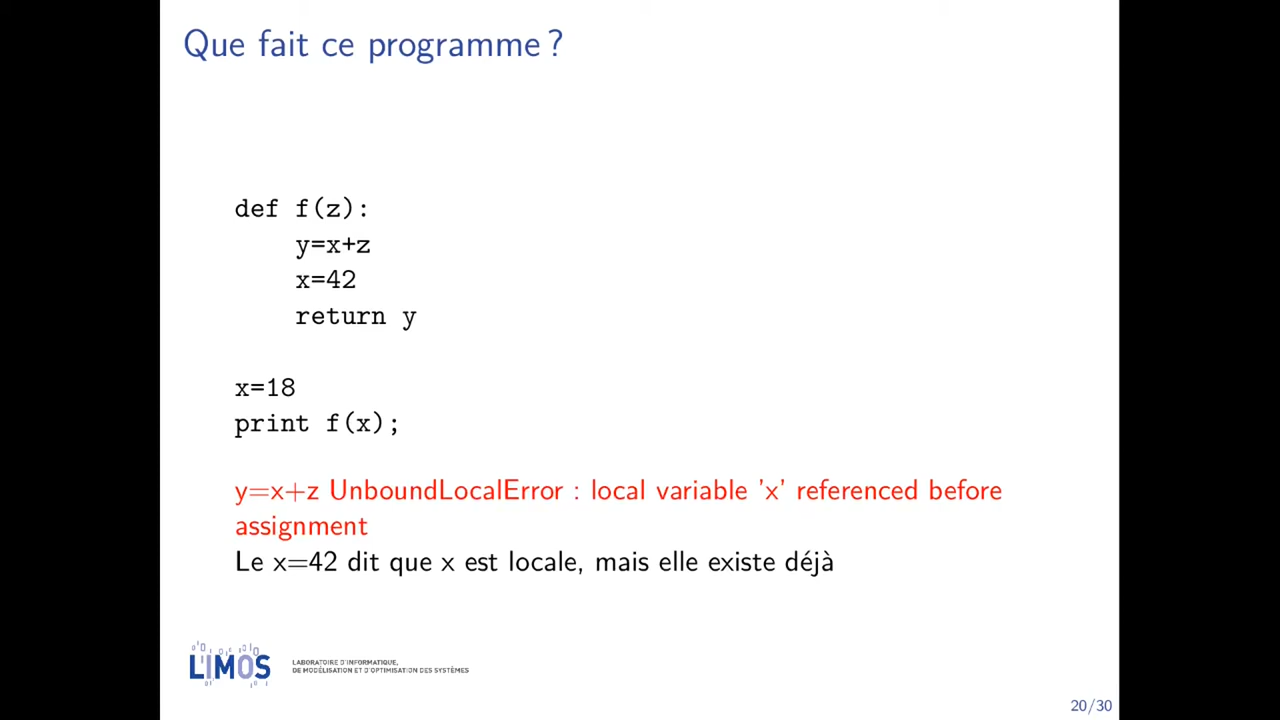 Que fait ce programme ?
def f(z):
    y=x+z
    x=42
    return y
x=18
print f(x);
y=x+z UnboundLocalError : local variable 'x' referenced before
assignment
Le x=42 dit que x est locale, mais elle existe déjà
LIMOS
LABORATOIRE D'INFORMATIQUE,
DE MODÉLISATION ET D'OPTIMISATION DES SYSTÈMES
20/30